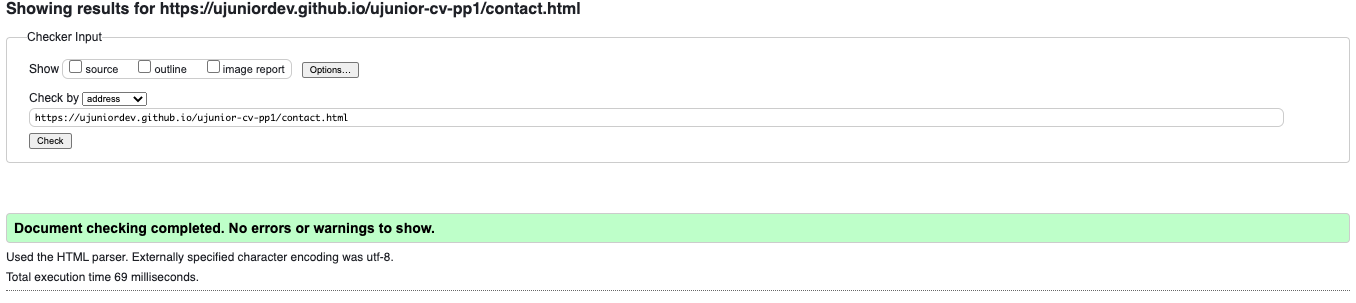 Showing results for https://ujuniordev.github.io/ujunior-cv-pp1/contact.html
Checker Input
Show source outline image report Options...
Check by address
https://ujuniordev.github.io/ujunior-cv-pp1/contact.html
Check
Document checking completed. No errors or warnings to show.
Used the HTML parser. Externally specified character encoding was utf-8.
Total execution time 69 milliseconds.